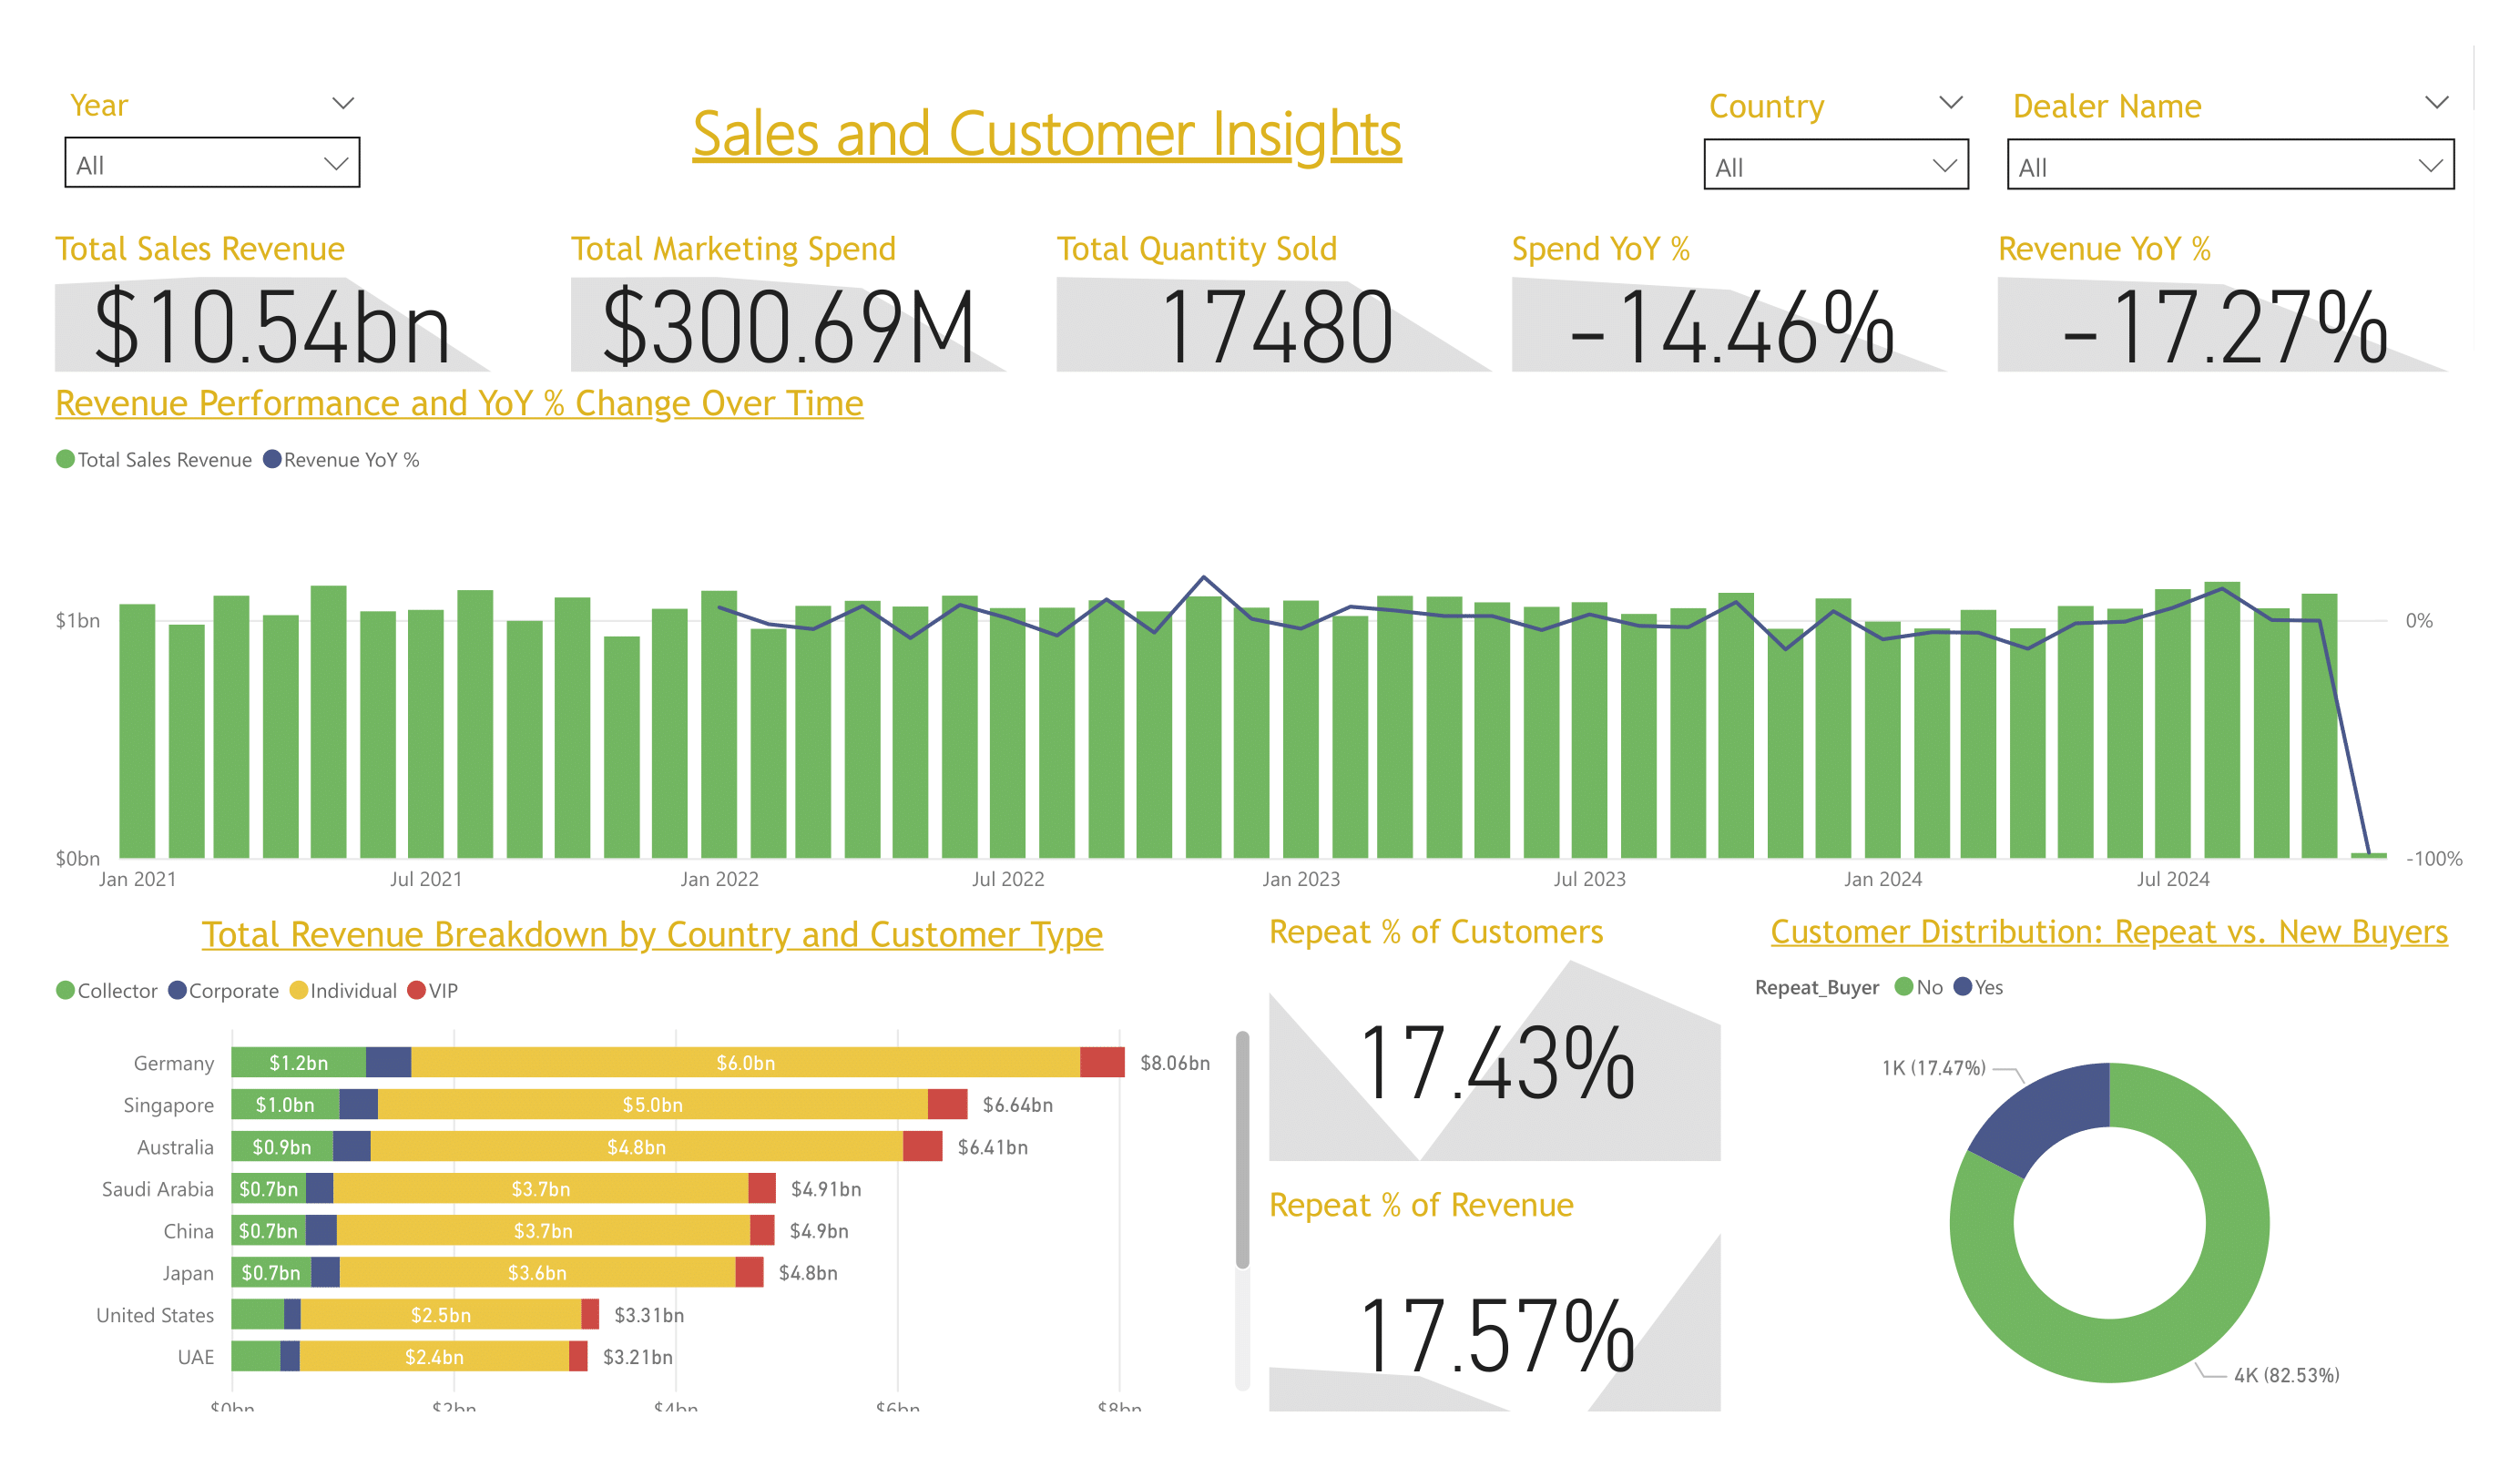 Year
All
Sales and Customer Insights
Country
All
Dealer Name
All
Total Sales Revenue
$10.54bn
Total Marketing Spend
$300.69M
Total Quantity Sold
17480
Spend YoY %
-14.46%
Revenue YoY %
-17.27%
Revenue Performance and YoY % Change Over Time
Total Sales Revenue Revenue YoY %
$1bn
0%
$0bn
-100%
Jan 2021 Jul 2021 Jan 2022 Jul 2022 Jan 2023 Jul 2023 Jan 2024 Jul 2024
Total Revenue Breakdown by Country and Customer Type
Collector Corporate Individual VIP
Germany $1.2bn $6.0bn $8.06bn
Singapore $1.0bn $5.0bn $6.64bn
Australia $0.9bn $4.8bn $6.41bn
Saudi Arabia $0.7bn $3.7bn $4.91bn
China $0.7bn $3.7bn $4.9bn
Japan $0.7bn $3.6bn $4.8bn
United States $2.5bn $3.31bn
UAE $2.4bn $3.21bn
$0bn $2bn $4bn $6bn $8bn
Repeat % of Customers
17.43%
Repeat % of Revenue
17.57%
Customer Distribution: Repeat vs. New Buyers
Repeat_Buyer No Yes
1K (17.47%)
4K (82.53%)